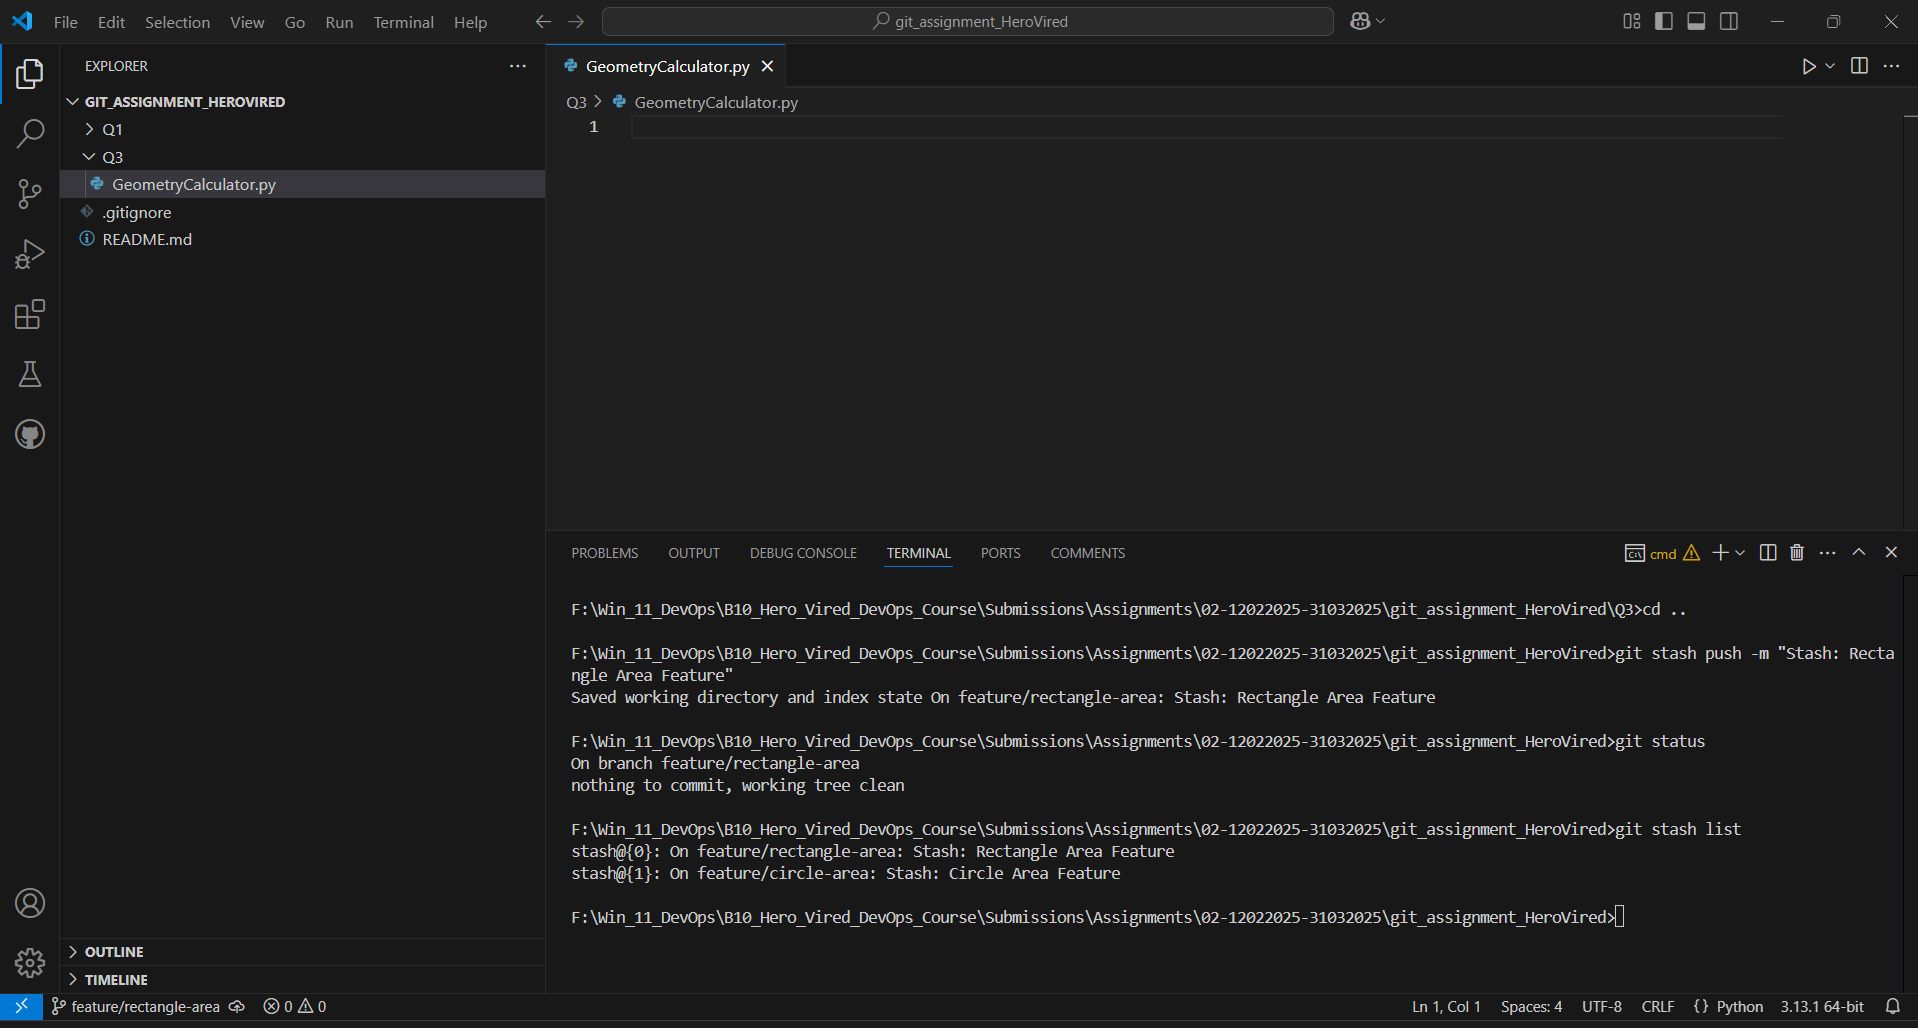 File Edit Selection View Go Run Terminal Help
git_assignment_HeroVired
EXPLORER
GIT_ASSIGNMENT_HEROVIRED
Q1
Q3
GeometryCalculator.py
.gitignore
README.md
OUTLINE
TIMELINE
GeometryCalculator.py
Q3 > GeometryCalculator.py
1
PROBLEMS OUTPUT DEBUG CONSOLE TERMINAL PORTS COMMENTS
cmd
F:\Win_11_DevOps\B10_Hero_Vired_DevOps_Course\Submissions\Assignments\02-12022025-31032025\git_assignment_HeroVired\Q3>cd ..
F:\Win_11_DevOps\B10_Hero_Vired_DevOps_Course\Submissions\Assignments\02-12022025-31032025\git_assignment_HeroVired>git stash push -m "Stash: Recta
ngle Area Feature"
Saved working directory and index state On feature/rectangle-area: Stash: Rectangle Area Feature
F:\Win_11_DevOps\B10_Hero_Vired_DevOps_Course\Submissions\Assignments\02-12022025-31032025\git_assignment_HeroVired>git status
On branch feature/rectangle-area
nothing to commit, working tree clean
F:\Win_11_DevOps\B10_Hero_Vired_DevOps_Course\Submissions\Assignments\02-12022025-31032025\git_assignment_HeroVired>git stash list
stash@{0}: On feature/rectangle-area: Stash: Rectangle Area Feature
stash@{1}: On feature/circle-area: Stash: Circle Area Feature
F:\Win_11_DevOps\B10_Hero_Vired_DevOps_Course\Submissions\Assignments\02-12022025-31032025\git_assignment_HeroVired>
feature/rectangle-area 0 0 Ln 1, Col 1 Spaces: 4 UTF-8 CRLF {} Python 3.13.1 64-bit